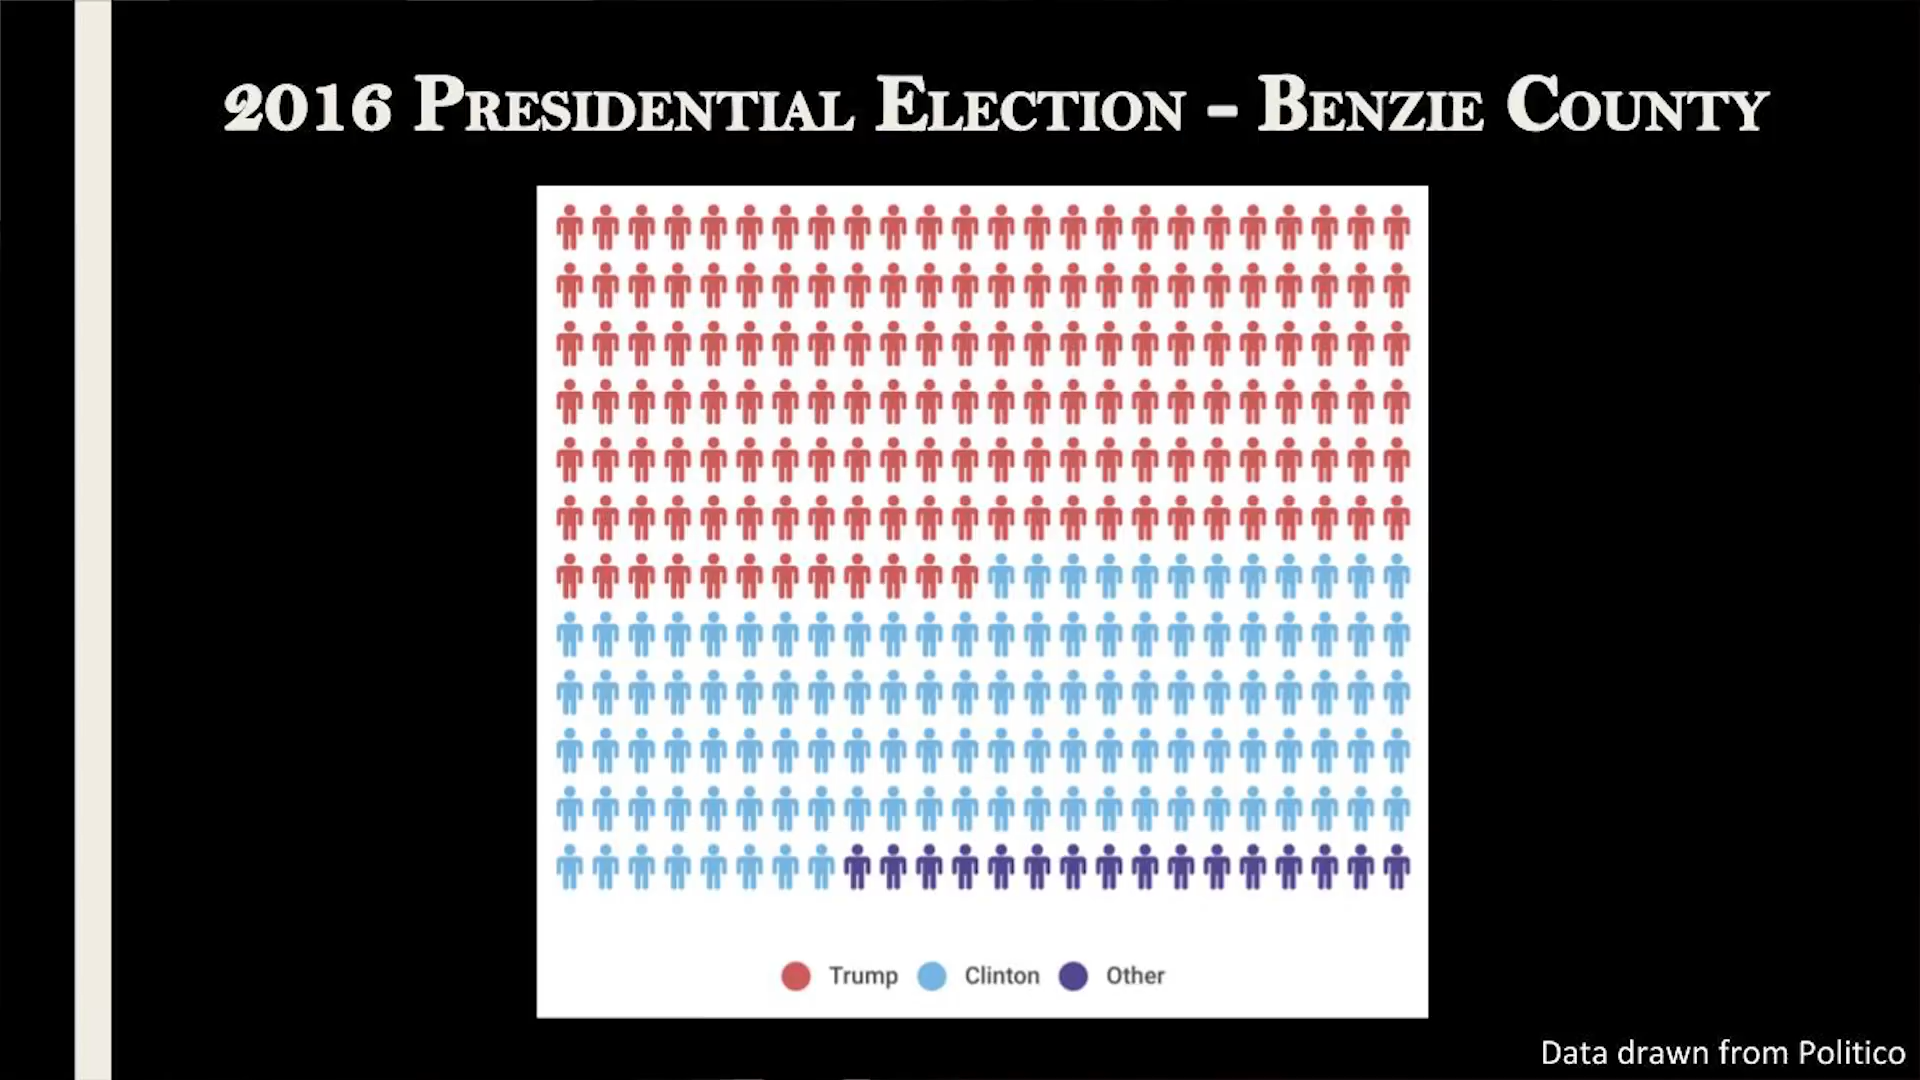 2016 Presidential Election – Benzie County
Trump Clinton Other
Data drawn from Politico